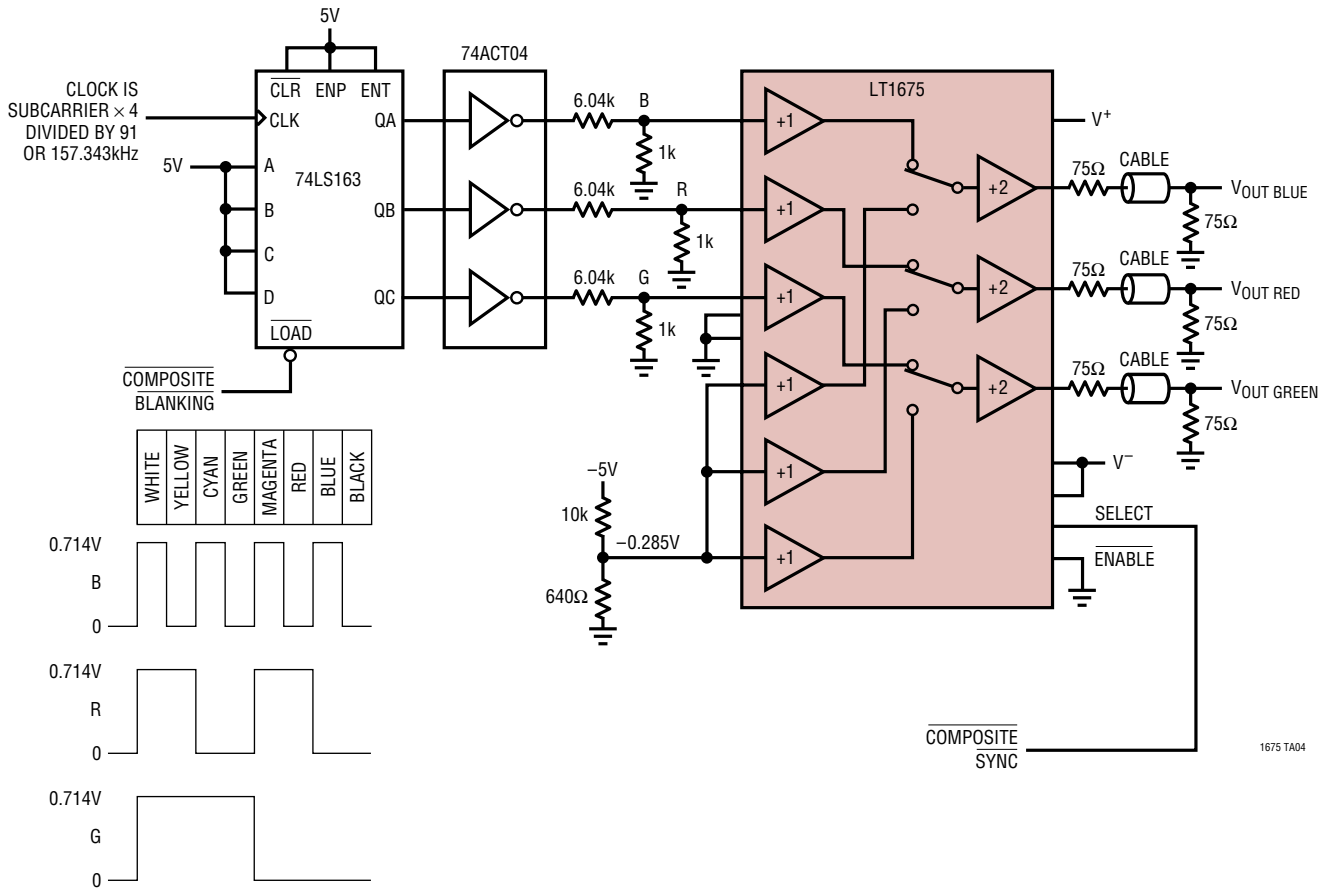 5V
74ACT04
CLOCK IS
SUBCARRIER × 4
DIVIDED BY 91
OR 157.343kHz
CLR ENP ENT
CLK
QA
5V
A
B
C
D
74LS163
QB
QC
LOAD
COMPOSITE
BLANKING
6.04k
B
1k
6.04k
R
1k
6.04k
G
1k
LT1675
+1
+1
+1
+1
+1
+1
+2
+2
+2
V+
75Ω
CABLE
VOUT BLUE
75Ω
75Ω
CABLE
VOUT RED
75Ω
75Ω
CABLE
VOUT GREEN
75Ω
V−
SELECT
ENABLE
−5V
10k
−0.285V
640Ω
COMPOSITE
SYNC
1675 TA04
WHITE
YELLOW
CYAN
GREEN
MAGENTA
RED
BLUE
BLACK
0.714V
B
0
0.714V
R
0
0.714V
G
0